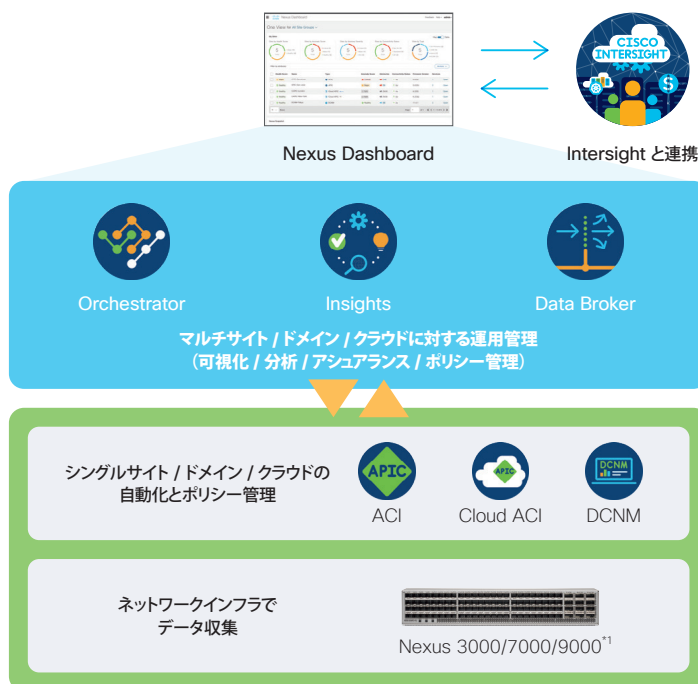 Nexus Dashboard
CISCO
INTERSIGHT
Nexus Dashboard
Intersight と連携
Orchestrator
Insights
Data Broker
マルチサイト / ドメイン / クラウドに対する運用管理
（可視化 / 分析 / アシュアランス / ポリシー管理）
シングルサイト / ドメイン / クラウドの
自動化とポリシー管理
APIC
APIC
DCNM
ACI
Cloud ACI
DCNM
ネットワークインフラで
データ収集
Nexus 3000/7000/9000*1